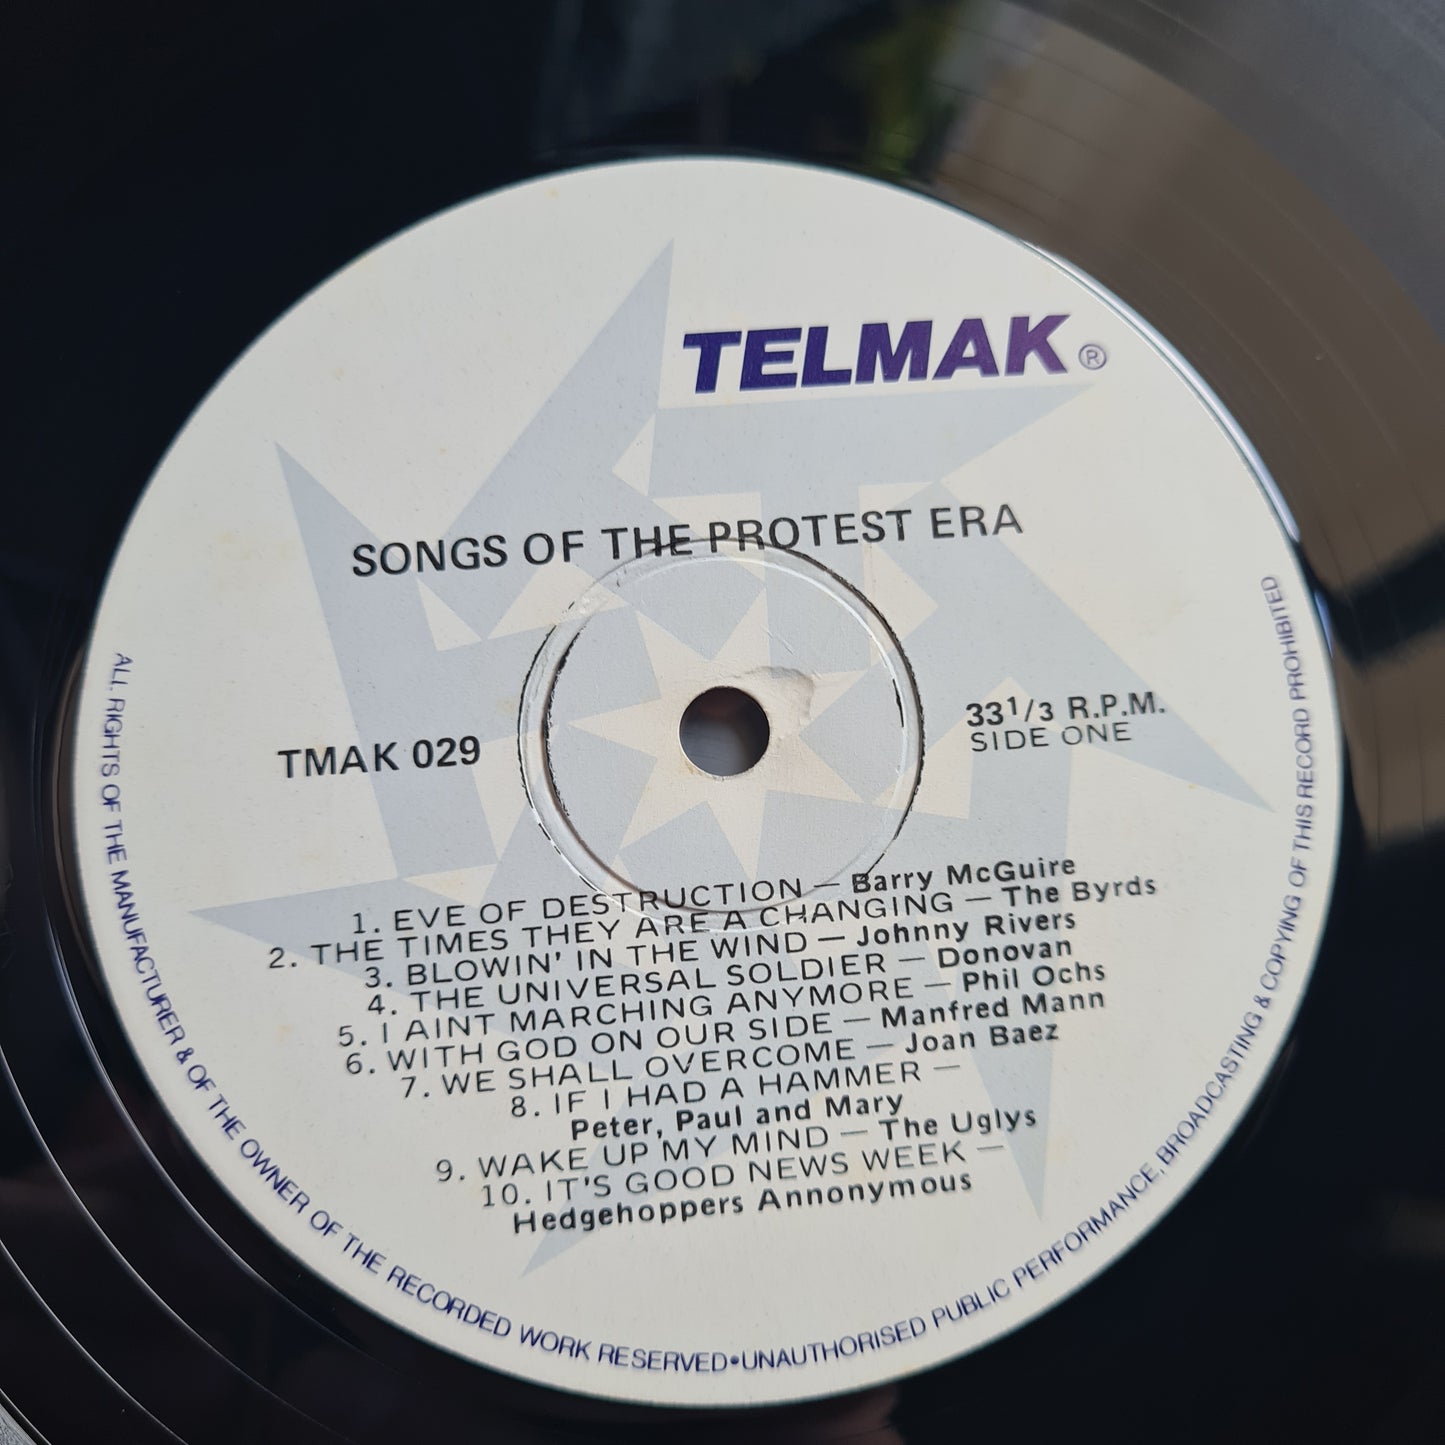 TELMAK®
SONGS OF THE PROTEST ERA
TMAK 029
33 1/3 R.P.M.
SIDE ONE
1. EVE OF DESTRUCTION — Barry McGuire
2. THE TIMES THEY ARE A CHANGING — The Byrds
3. BLOWIN' IN THE WIND — Johnny Rivers
4. THE UNIVERSAL SOLDIER — Donovan
5. I AINT MARCHING ANYMORE — Phil Ochs
6. WITH GOD ON OUR SIDE — Manfred Mann
7. WE SHALL OVERCOME — Joan Baez
8. IF I HAD A HAMMER —
Peter, Paul and Mary
9. WAKE UP MY MIND — The Uglys
10. IT'S GOOD NEWS WEEK —
Hedgehoppers Annonymous
ALL RIGHTS OF THE MANUFACTURER & OF THE OWNER OF THE RECORDED WORK RESERVED•UNAUTHORISED PUBLIC PERFORMANCE, BROADCASTING & COPYING OF THIS RECORD PROHIBITED